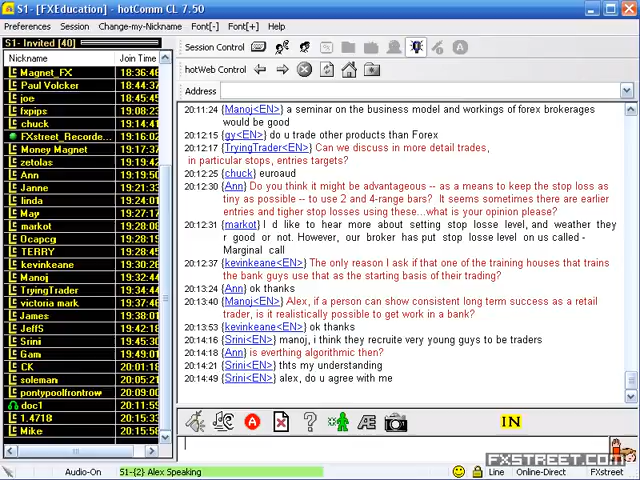 S1- [FXEducation] - hotComm CL 7.50
Preferences Session Change-my-Nickname Font[-] Font[+] Help
S1- Invited [40]
Nickname Join Time
Magnet_FX 18:36:46
Paul Volcker 18:44:37
joe 18:45:45
fxpips 19:08:23
chuck 19:14:41
FXstreet_Recorde... 19:16:02
Money Magnet 19:17:37
zetolas 19:19:42
Ann 19:19:55
Janne 19:21:33
linda 19:24:01
May 19:27:17
markot 19:28:08
Ocapcg 19:28:29
TERRY 19:28:51
kevinkeane 19:30:01
Manoj 19:32:44
TryingTrader 19:34:44
victoria mark 19:37:10
James 19:38:01
JeffS 19:42:18
Srini 19:45:30
Gam 19:49:01
CK 20:01:18
soleman 20:05:21
pontypoolfrontrow 20:09:00
doc1 20:11:59
1.4718 20:15:33
Mike 20:15:53
Session Control
A
hotWeb Control
Address
20:11:24 {Manoj<EN>} a seminar on the business model and workings of forex brokerages
would be good
20:12:15 {gy<EN>} do u trade other products than Forex
20:12:17 {TryingTrader<EN>} Can we discuss in more detail trades,
in particular stops, entries targets?
20:12:25 {chuck} euroaud
20:12:30 {Ann} Do you think it might be advantageous -- as a means to keep the stop loss as
tiny as possible -- to use 2 and 4-range bars? It seems sometimes there are earlier
entries and tigher stop losses using these...what is your opinion please?
20:12:31 {markot} I d like to hear more about setting stop losse level, and weather they
r good or not. However, our broker has put stop losse level on us called -
Marginal call
20:12:37 {kevinkeane<EN>} The only reason I ask if that one of the training houses that trains
the bank guys use that as the starting basis of their trading?
20:13:24 {Ann} ok thanks
20:13:40 {Manoj<EN>} Alex, if a person can show consistent long term success as a retail
trader, is it realistically possible to get work in a bank?
20:13:53 {kevinkeane<EN>} ok thanks
20:14:16 {Srini<EN>} manoj, i think they recruite very young guys to be traders
20:14:18 {Ann} is everthing algorithmic then?
20:14:21 {Srini<EN>} thts my understanding
20:14:49 {Srini<EN>} alex, do u agree with me
A ? Æ IN
FXSTREET.COM
Audio-On S1-{2} Alex Speaking Line Online-Direct FXstreet